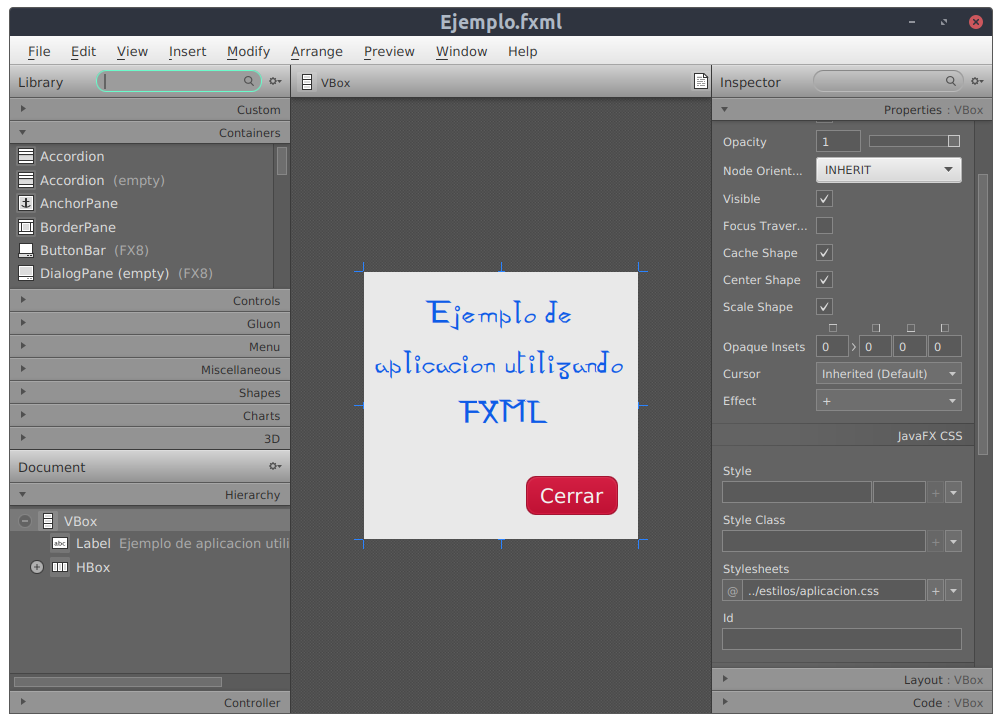 Ejemplo.fxml
File Edit View Insert Modify Arrange Preview Window Help
Library
VBox
Inspector
Custom
Containers
Accordion
Accordion (empty)
AnchorPane
BorderPane
ButtonBar (FX8)
DialogPane (empty) (FX8)
Controls
Gluon
Menu
Miscellaneous
Shapes
Charts
3D
Document
Hierarchy
VBox
abc Label Ejemplo de aplicacion utili
HBox
Controller
Ejemplo de
aplicacion utilizando
FXML
Cerrar
Properties : VBox
Opacity 1
Node Orient... INHERIT
Visible
Focus Traver...
Cache Shape
Center Shape
Scale Shape
Opaque Insets 0 0 0 0
Cursor Inherited (Default)
Effect +
JavaFX CSS
Style
+
Style Class
+
Stylesheets
@ ../estilos/aplicacion.css +
Id
Layout : VBox
Code : VBox